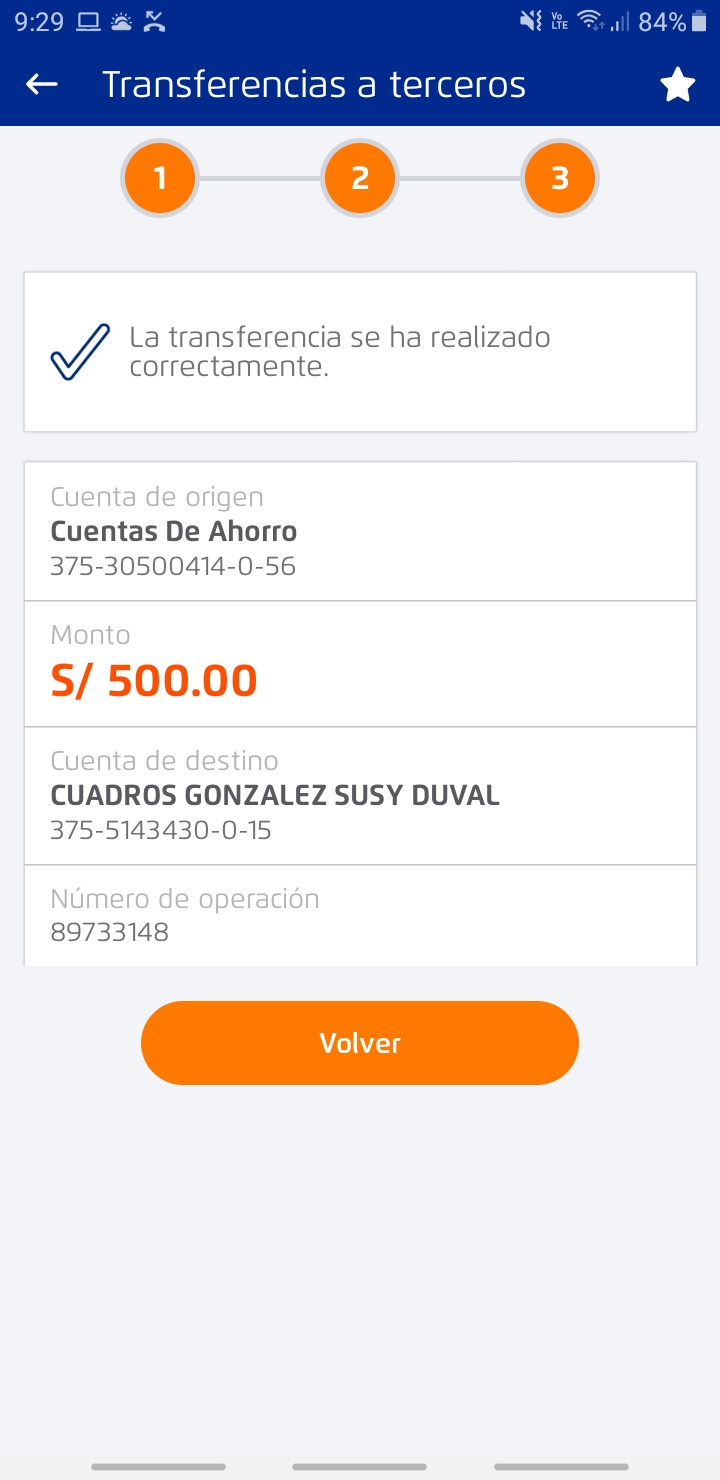 9:29
Vo
LTE
84%
Transferencias a terceros
1
2
3
La transferencia se ha realizado
correctamente.
Cuenta de origen
Cuentas De Ahorro
375-30500414-0-56
Monto
S/ 500.00
Cuenta de destino
CUADROS GONZALEZ SUSY DUVAL
375-5143430-0-15
Número de operación
89733148
Volver